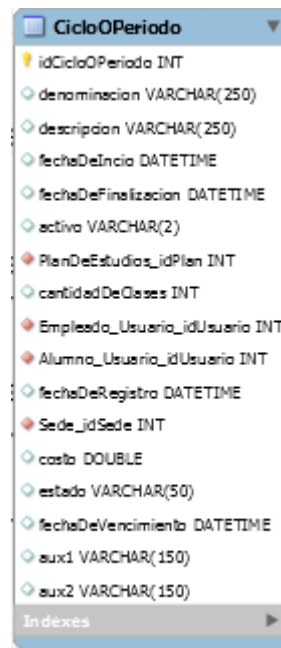 CicloOPeriodo
idCicloOPeriodo INT
denominacion VARCHAR(250)
descripcion VARCHAR(250)
fechaDeIncio DATETIME
fechaDeFinalizacion DATETIME
activo VARCHAR(2)
PlanDeEstudios_idPlan INT
cantidadDeClases INT
Empleado_Usuario_idUsuario INT
Alumno_Usuario_idUsuario INT
fechaDeRegistro DATETIME
Sede_idSede INT
costo DOUBLE
estado VARCHAR(50)
fechaDeVencimiento DATETIME
aux1 VARCHAR(150)
aux2 VARCHAR(150)
Indexes